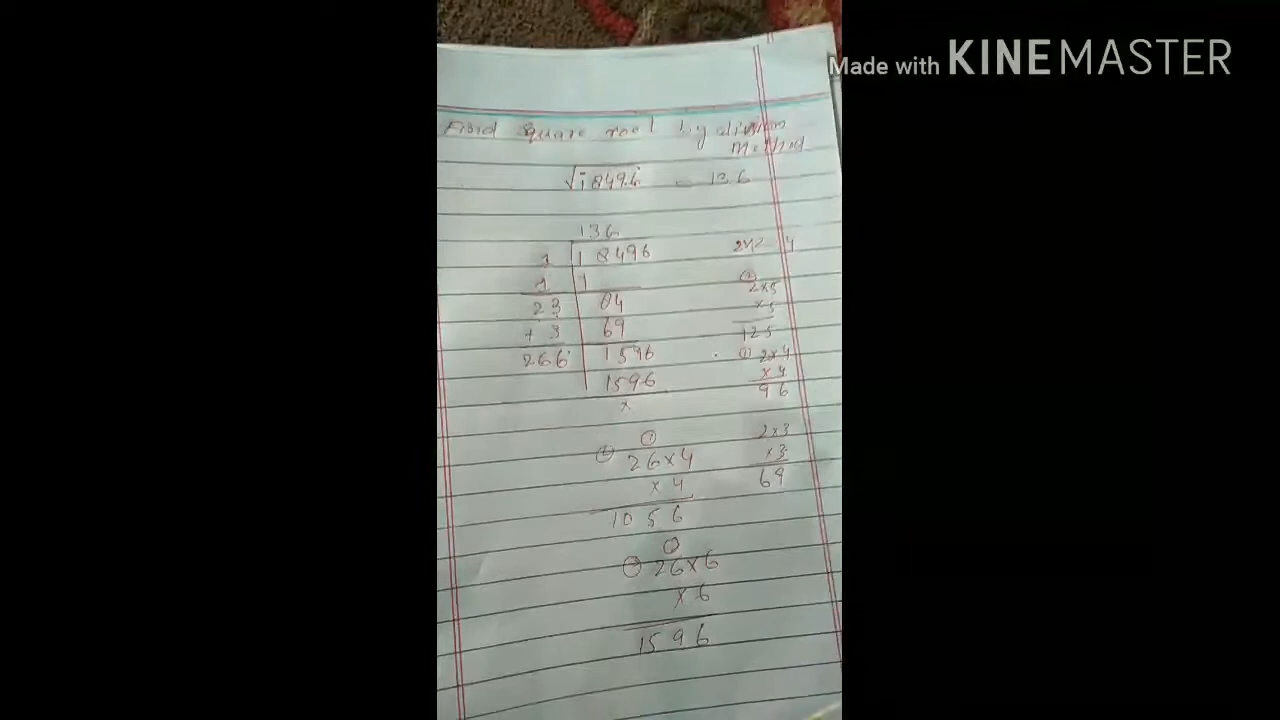 Made with KINEMASTER
Find Square root by division
Method
√18496 = 136
136
1 | 18496 2×2 4
1 | 1
23 | 84 2×5
+ 3 | 69 ×5
125
266 | 1596 2×4
1596 ×4
× 96
26×4 2×3
× 4 ×3
1056 69
26×6
×6
1596